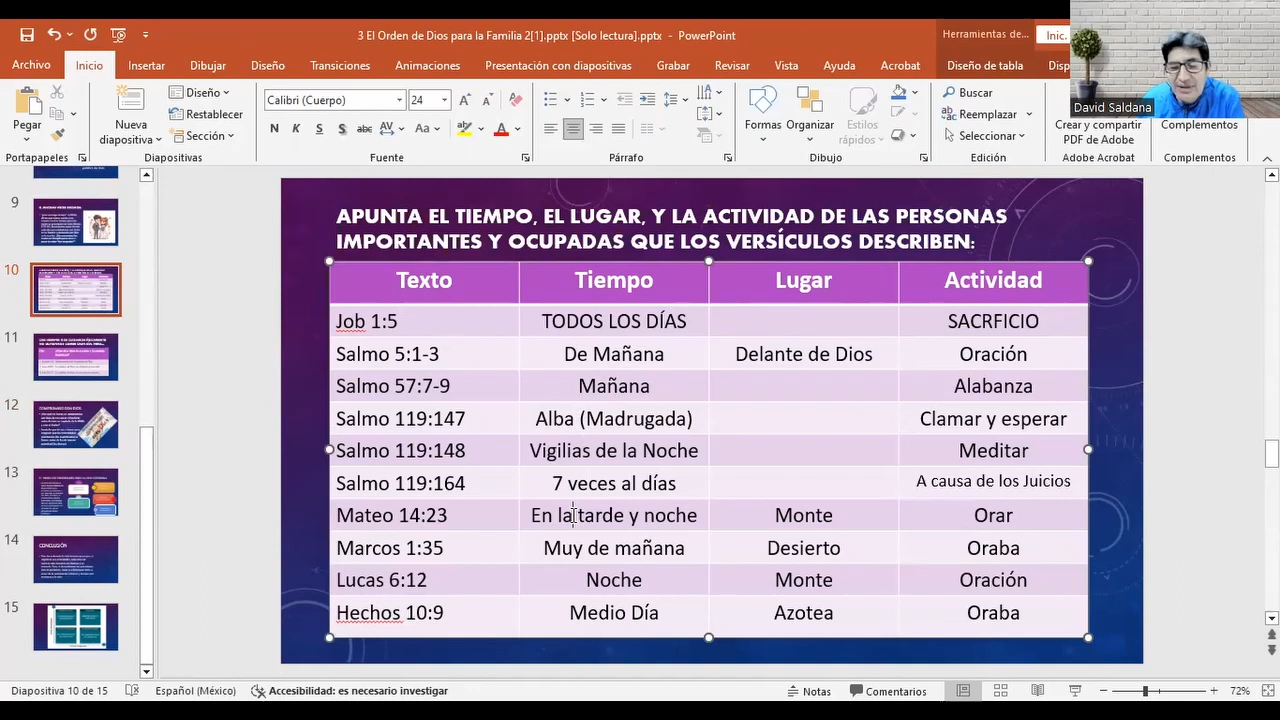 3 El Orden de Dios para la Familia 2[1].pptx [Solo lectura].pptx - PowerPoint
Herramientas de...
Inic.
Archivo Inicio Insertar Dibujar Diseño Transiciones Animaciones Presentación con diapositivas Grabar Revisar Vista Ayuda Acrobat Diseño de tabla
David Saldana
Pegar
Nueva diapositiva
Diseño
Restablecer
Sección
Calibri (Cuerpo) 24
N K S S abc AV Aa A
Formas Organizar Estilos rápidos
Buscar
Reemplazar
Seleccionar
Crear y compartir PDF de Adobe
Complementos
Portapapeles Diapositivas Fuente Párrafo Dibujo Edición Adobe Acrobat Complementos
9
10
11
12
13
14
15
APUNTA EL TIEMPO, EL LUGAR, Y LA ACTIVIDAD DE LAS PERSONAS
IMPORTANTES Y OCUPADAS QUE LOS VERSICULOS DESCRIBEN:
Texto Tiempo gar ividad
Job 1:5 TODOS LOS DÍAS SACRFICIO
Salmo 5:1-3 De Mañana Delante de Dios Oración
Salmo 57:7-9 Mañana Alabanza
Salmo 119:147 Alba (Madrugada) Clamar y esperar
Salmo 119:148 Vigilias de la Noche Meditar
Salmo 119:164 7 veces al días A causa de los Juicios
Mateo 14:23 En la tarde y noche Monte Orar
Marcos 1:35 Muy de mañana Desierto Oraba
Lucas 6:12 Noche Monte Oración
Hechos 10:9 Medio Día Azotea Oraba
Diapositiva 10 de 15 Español (México) Accesibilidad: es necesario investigar Notas Comentarios 72%